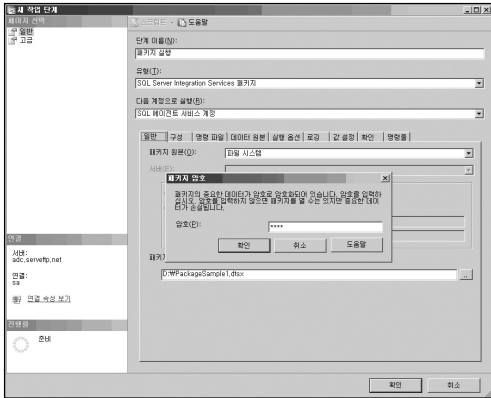 새 작업 단계
페이지 선택
일반
고급
스크립트
도움말
단계 이름(N):
패키지 실행
유형(T):
SQL Server Integration Services 패키지
다음 계정으로 실행(R):
SQL 에이전트 서비스 계정
일반 구성 명령 파일 데이터 원본 실행 옵션 로깅 값 설정 확인 명령줄
패키지 원본(O): 파일 시스템
서버(E):
패키지 암호
패키지의 중요한 데이터가 암호로 암호화되어 있습니다. 암호를 입력하
십시오. 암호를 입력하지 않으면 패키지를 열 수는 있지만 중요한 데이
터가 손실됩니다.
암호(P): ****
확인 취소 도움말
패키지
D:₩PackageSample1.dtsx
...
연결
서버:
adc.serveftp.net
연결:
sa
연결 속성 보기
진행률
준비
확인 취소